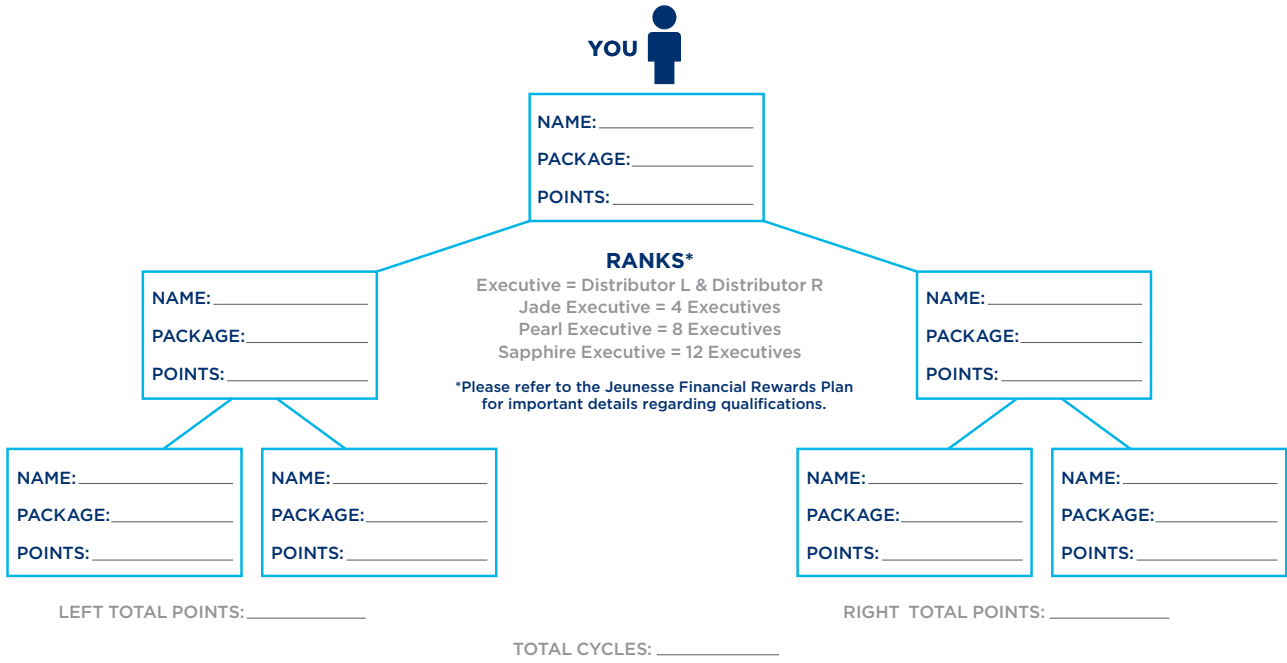 YOU
NAME:
PACKAGE:
POINTS:
RANKS*
Executive = Distributor L & Distributor R
Jade Executive = 4 Executives
Pearl Executive = 8 Executives
Sapphire Executive = 12 Executives
*Please refer to the Jeunesse Financial Rewards Plan
for important details regarding qualifications.
NAME:
PACKAGE:
POINTS:
NAME:
PACKAGE:
POINTS:
NAME:
PACKAGE:
POINTS:
NAME:
PACKAGE:
POINTS:
NAME:
PACKAGE:
POINTS:
NAME:
PACKAGE:
POINTS:
LEFT TOTAL POINTS:
RIGHT TOTAL POINTS:
TOTAL CYCLES: